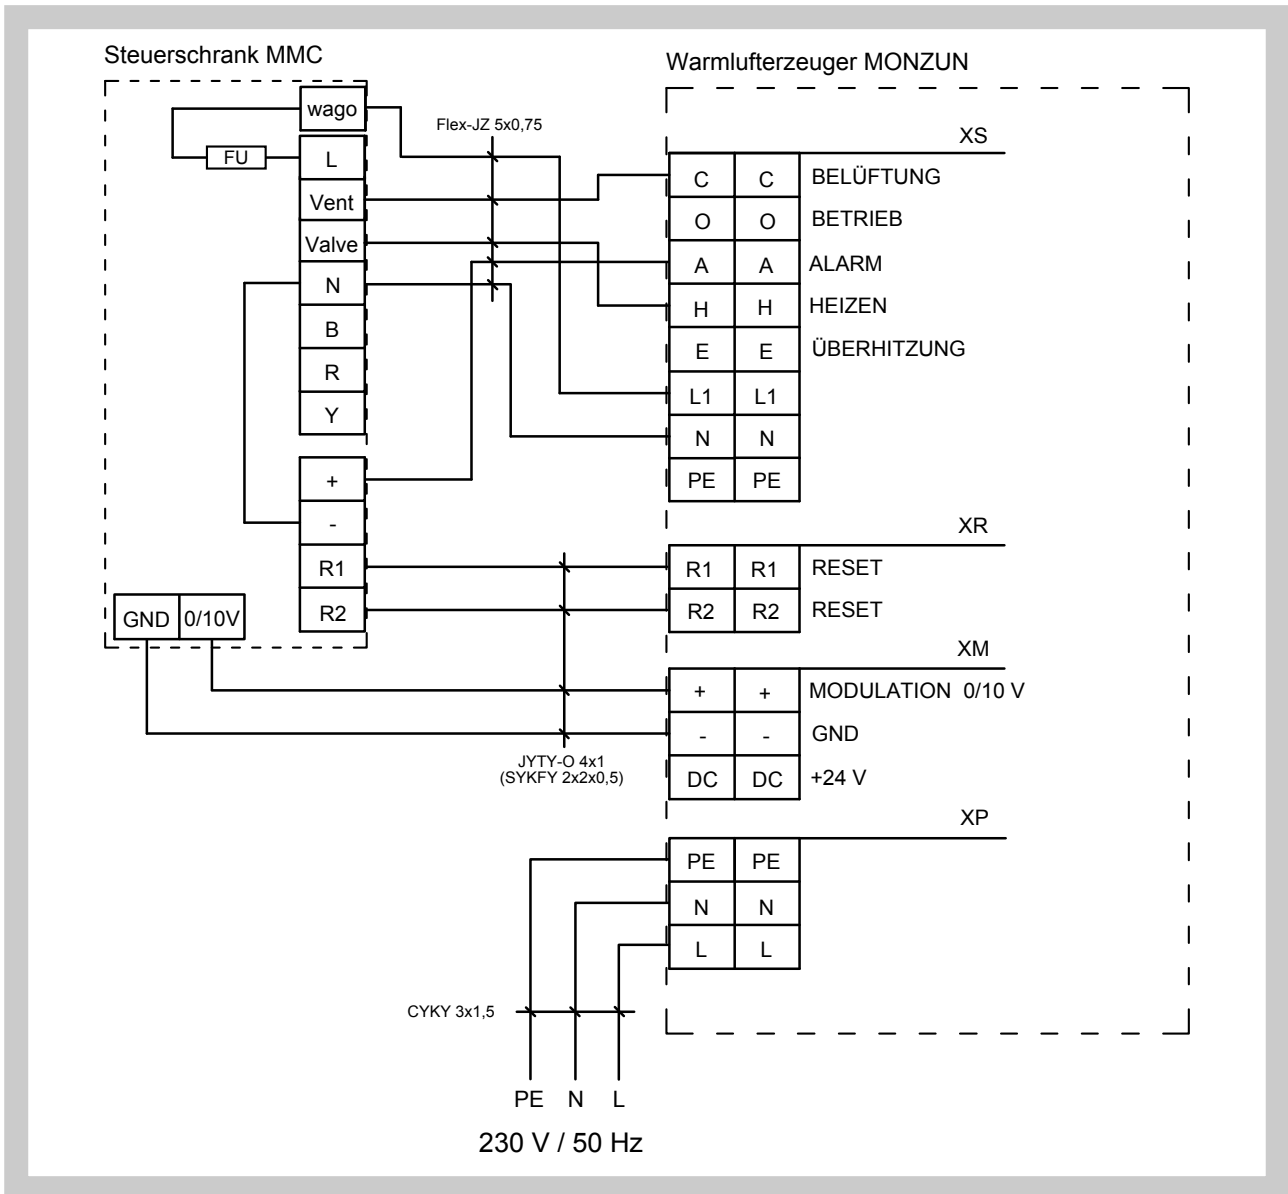 Steuerschrank MMC
Warmlufterzeuger MONZUN
wago
FU
L
Vent
Valve
N
B
R
Y
+
-
R1
R2
GND 0/10V
Flex-JZ 5x0,75
XS
C C BELÜFTUNG
O O BETRIEB
A A ALARM
H H HEIZEN
E E ÜBERHITZUNG
L1 L1
N N
PE PE
XR
R1 R1 RESET
R2 R2 RESET
XM
+ + MODULATION 0/10 V
- - GND
DC DC +24 V
JYTY-O 4x1
(SYKFY 2x2x0,5)
XP
PE PE
N N
L L
CYKY 3x1,5
PE N L
230 V / 50 Hz